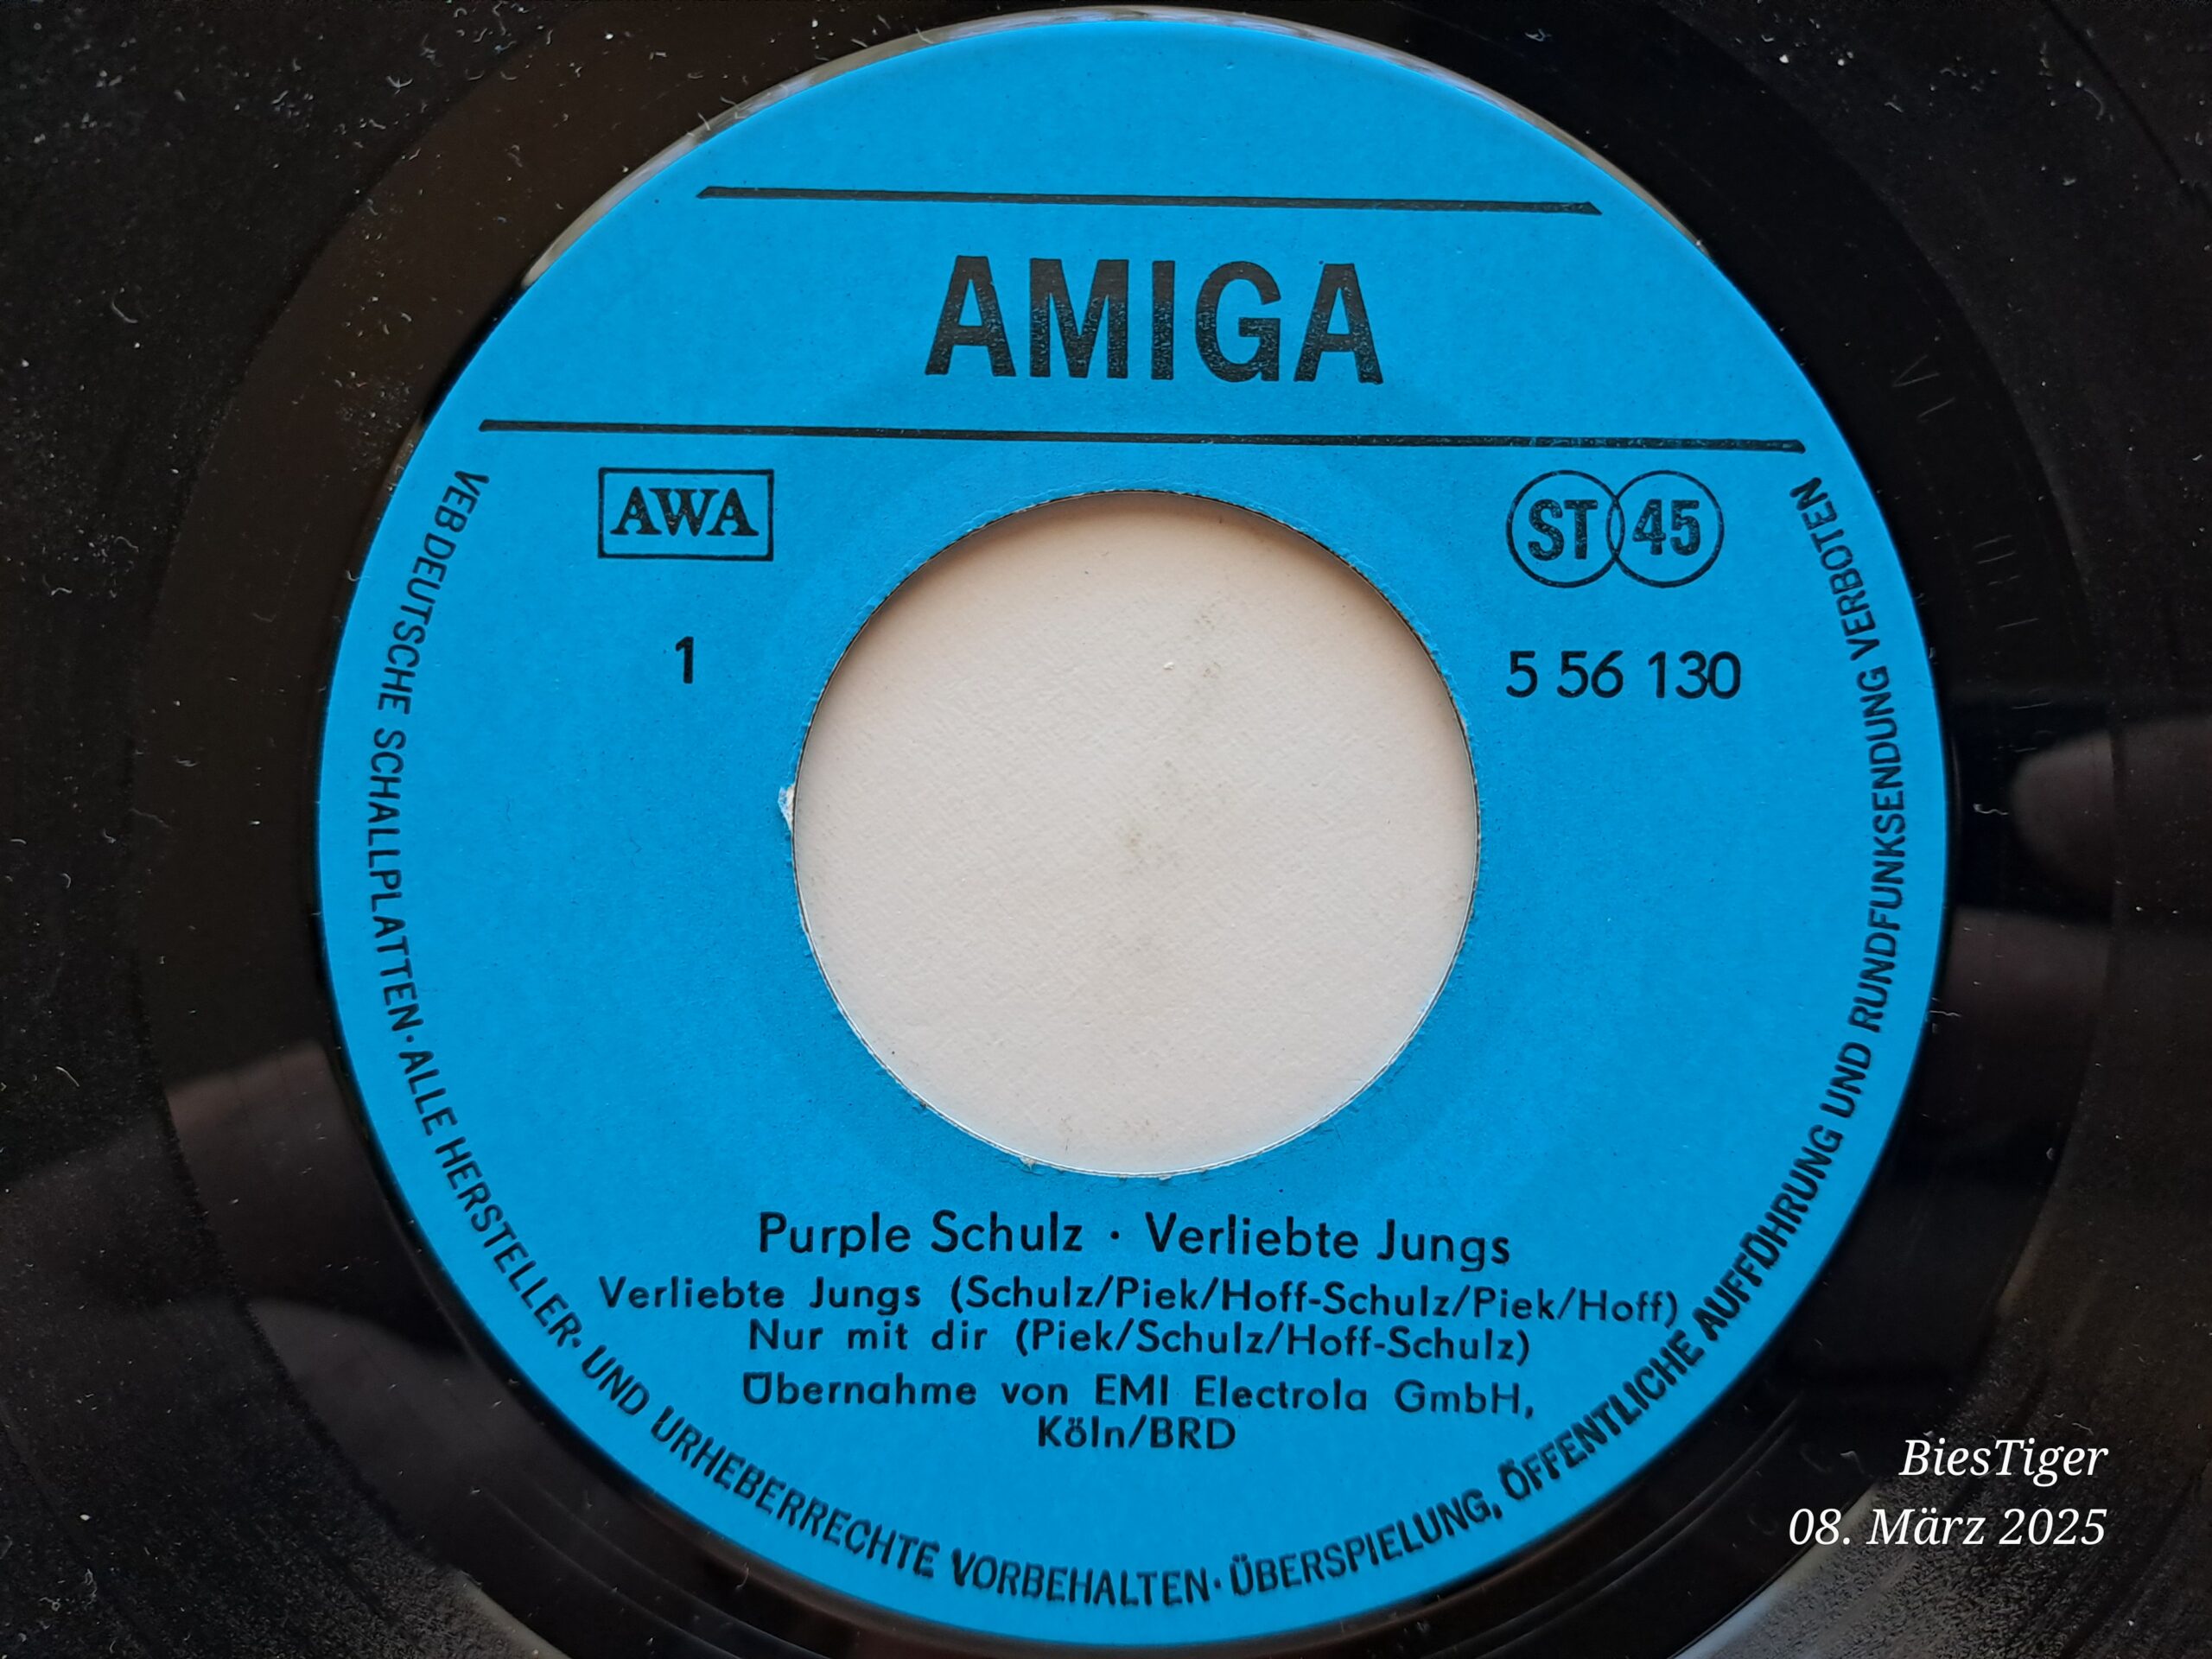 AMIGA
AWA
ST 45
1
5 56 130
Purple Schulz · Verliebte Jungs
Verliebte Jungs (Schulz/Piek/Hoff-Schulz/Piek/Hoff)
Nur mit dir (Piek/Schulz/Hoff-Schulz)
Übernahme von EMI Electrola GmbH,
Köln/BRD
VEB DEUTSCHE SCHALLPLATTEN · ALLE HERSTELLER- UND URHEBERRECHTE VORBEHALTEN · ÜBERSPIELUNG, ÖFFENTLICHE AUFFÜHRUNG UND RUNDFUNKSENDUNG VERBOTEN
BiesTiger
08. März 2025